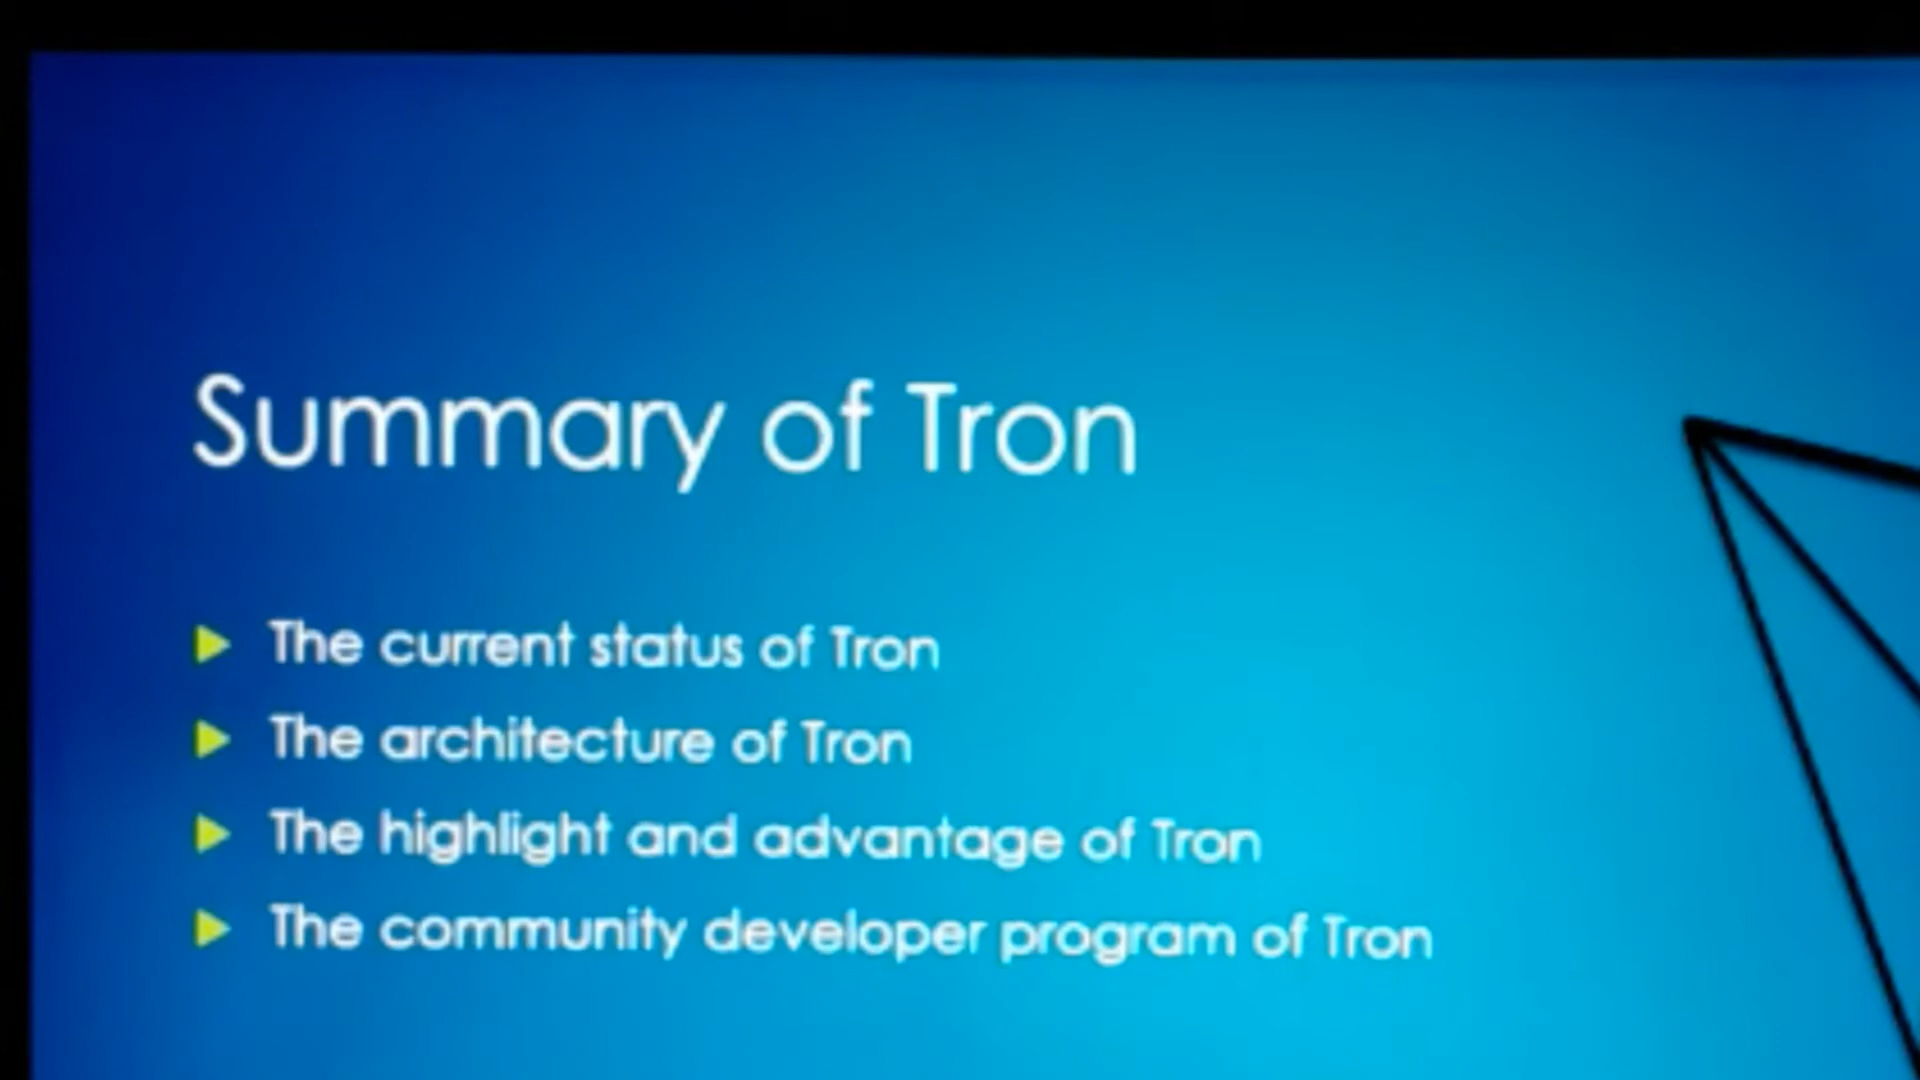 Summary of Tron
The current status of Tron
The architecture of Tron
The highlight and advantage of Tron
The community developer program of Tron